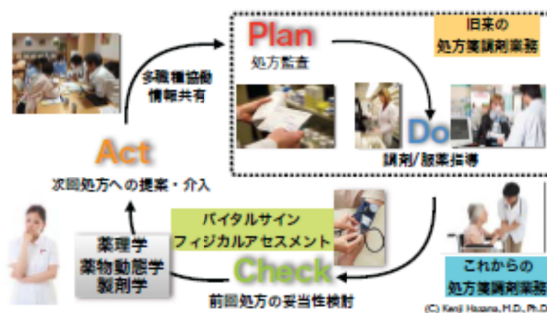 Plan
処方監査
旧来の
処方箋調剤業務
多職種協働
情報共有
Do
調剤/服薬指導
Act
次回処方への提案・介入
バイタルサイン
フィジカルアセスメント
薬理学
薬物動態学
製剤学
Check
前回処方の妥当性検討
これからの
処方箋調剤業務
(C) Kenji Hazama, M.D., Ph.D.